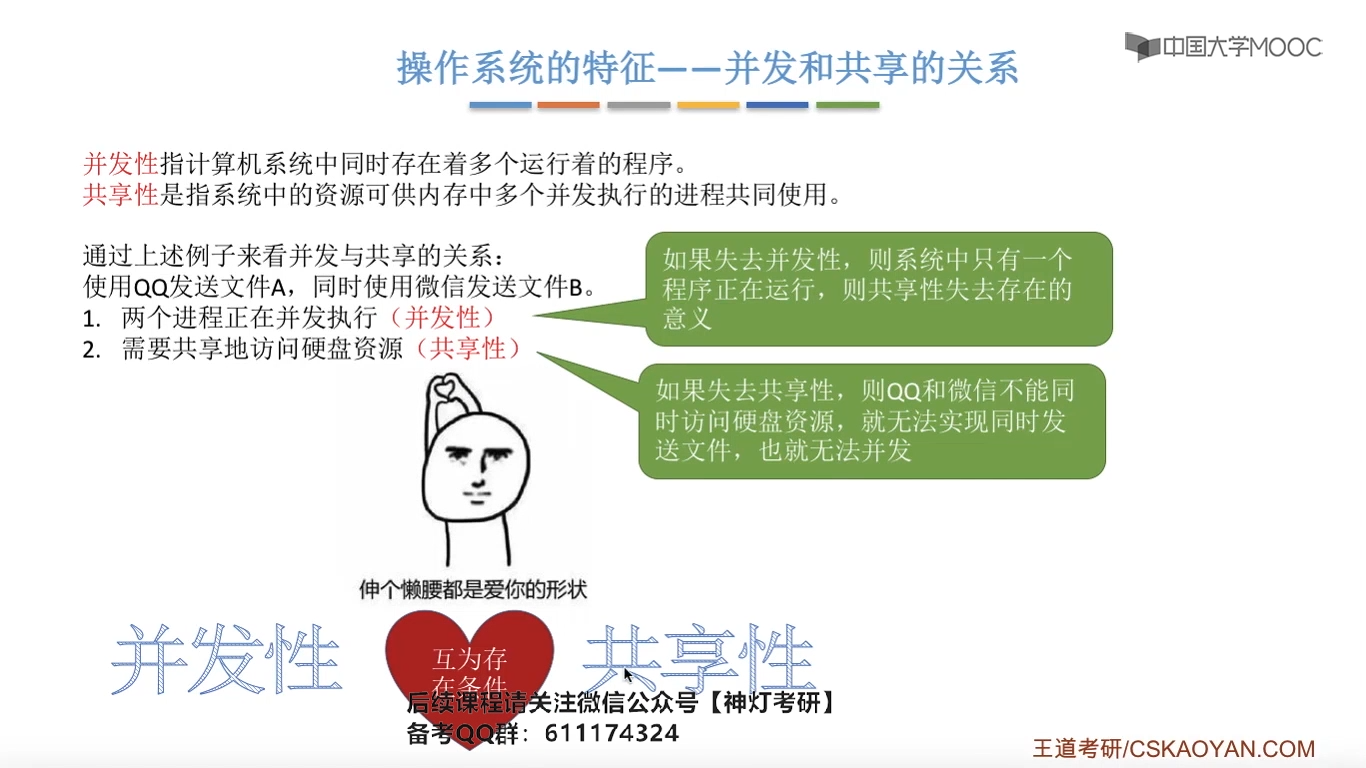 操作系统的特征——并发和共享的关系
中国大学MOOC
并发性指计算机系统中同时存在着多个运行着的程序。
共享性是指系统中的资源可供内存中多个并发执行的进程共同使用。
通过上述例子来看并发与共享的关系：
使用QQ发送文件A，同时使用微信发送文件B。
1. 两个进程正在并发执行（并发性）
2. 需要共享地访问硬盘资源（共享性）
如果失去并发性，则系统中只有一个
程序正在运行，则共享性失去存在的
意义
如果失去共享性，则QQ和微信不能同
时访问硬盘资源，就无法实现同时发
送文件，也就无法并发
伸个懒腰都是爱你的形状
并发性
互为存
在条件
共享性
后续课程请关注微信公众号【神灯考研】
备考QQ群：611174324
王道考研/CSKAOYAN.COM